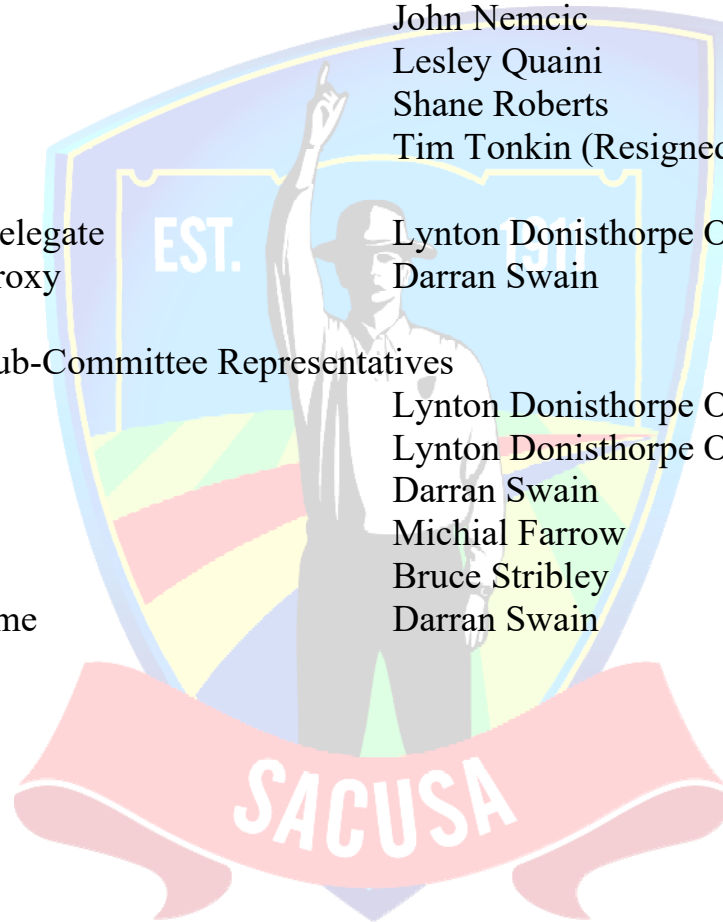 John Nemcic
Lesley Quaini
Shane Roberts
Tim Tonkin (Resigned
EST. 1911
elegate Lynton Donisthorpe O
roxy Darran Swain
ub-Committee Representatives
Lynton Donisthorpe O
Lynton Donisthorpe O
Darran Swain
Michial Farrow
Bruce Stribley
me Darran Swain
SACUSA